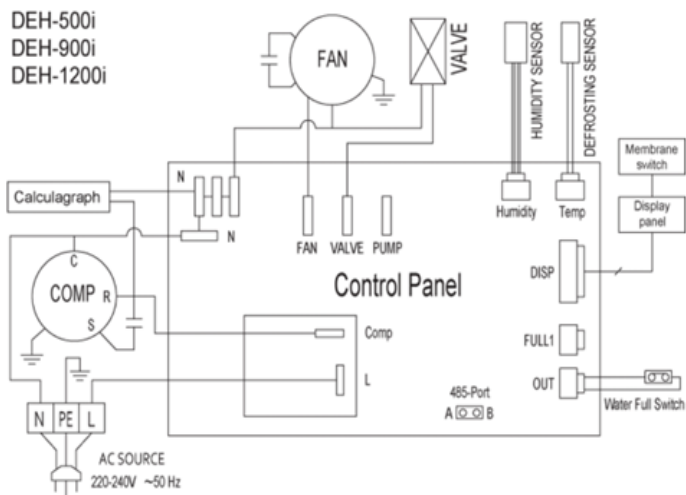 DEH-500i
DEH-900i
DEH-1200i
FAN
VALVE
HUMIDITY SENSOR
DEFROSTING SENSOR
Membrane
switch
Display
panel
Calculagraph
N
N
FAN VALVE PUMP
Humidity
Temp
Control Panel
DISP
C
COMP
R
S
Comp
L
FULL1
OUT
485-Port
A B
Water Full Switch
N PE L
AC SOURCE
220-240V ~50 Hz